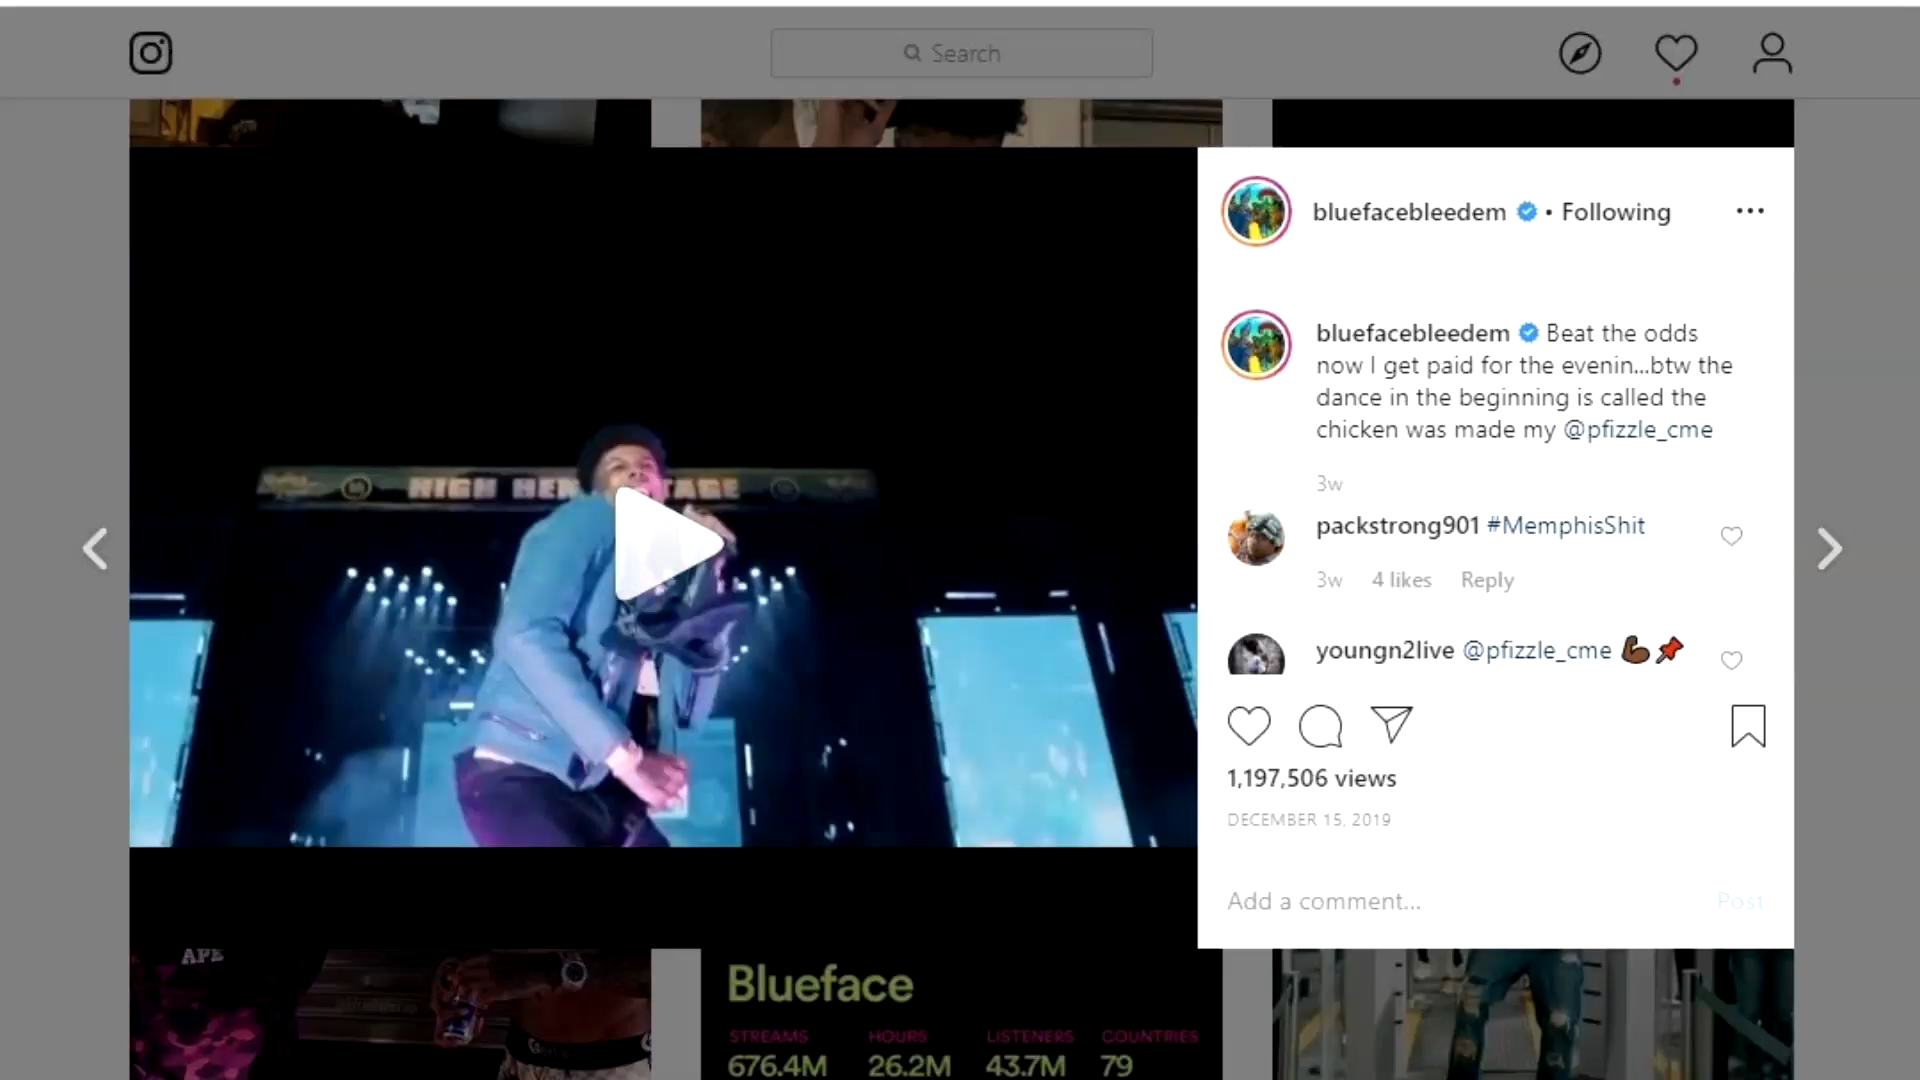 Search
bluefacebleedem • Following
bluefacebleedem Beat the odds
now I get paid for the evenin...btw the
dance in the beginning is called the
chicken was made my @pfizzle_cme
3w
packstrong901 #MemphisShit
3w 4 likes Reply
youngn2live @pfizzle_cme 💪🏿📌
1,197,506 views
DECEMBER 15, 2019
Add a comment... Post
HIGH HE TAGE
APE
Blueface
STREAMS HOURS LISTENERS COUNTRIES
676.4M 26.2M 43.7M 79